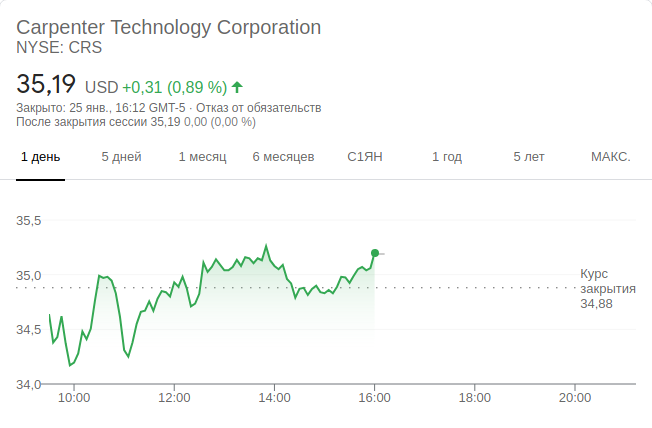 Carpenter Technology Corporation
NYSE: CRS
35,19 USD +0,31 (0,89 %)
Закрыто: 25 янв., 16:12 GMT-5 · Отказ от обязательств
После закрытия сессии 35,19 0,00 (0,00 %)
1 день 5 дней 1 месяц 6 месяцев С1ЯН 1 год 5 лет МАКС.
35,5
35,0
Курс
закрытия
34,88
34,5
34,0
10:00 12:00 14:00 16:00 18:00 20:00